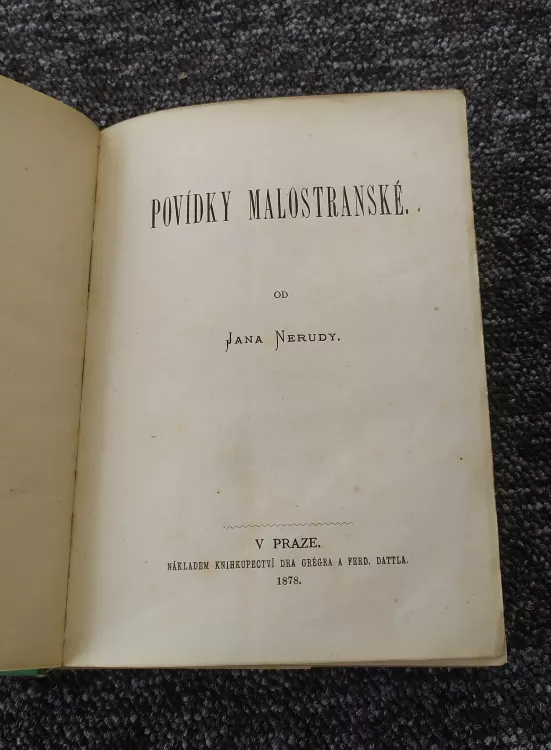 POVÍDKY MALOSTRANSKÉ.
OD
JANA NERUDY.
V PRAZE.
NÁKLADEM KNIHKUPECTVÍ DRA GRÉGRA A FERD. DATTLA.
1878.